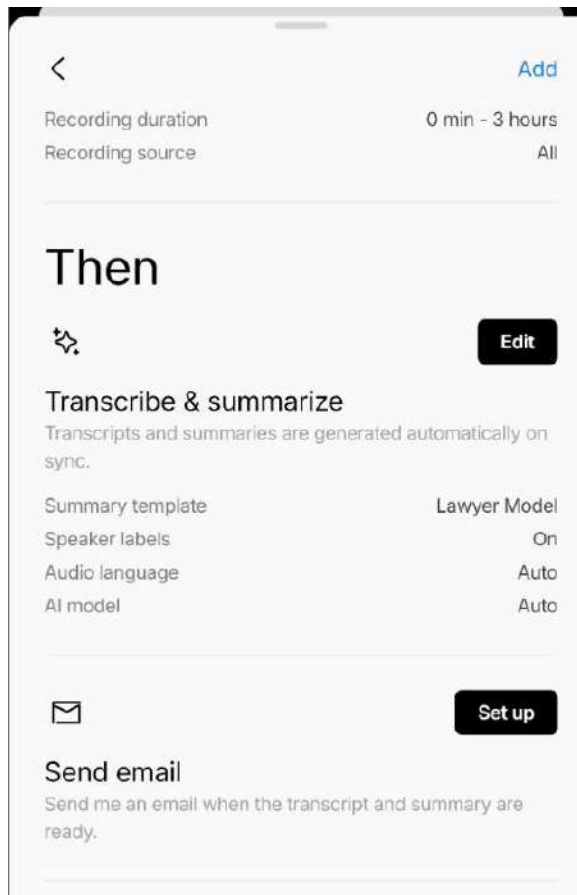 Add
Recording duration 0 min - 3 hours
Recording source All
Then
Edit
Transcribe & summarize
Transcripts and summaries are generated automatically on
sync.
Summary template Lawyer Model
Speaker labels On
Audio language Auto
AI model Auto
Set up
Send email
Send me an email when the transcript and summary are
ready.